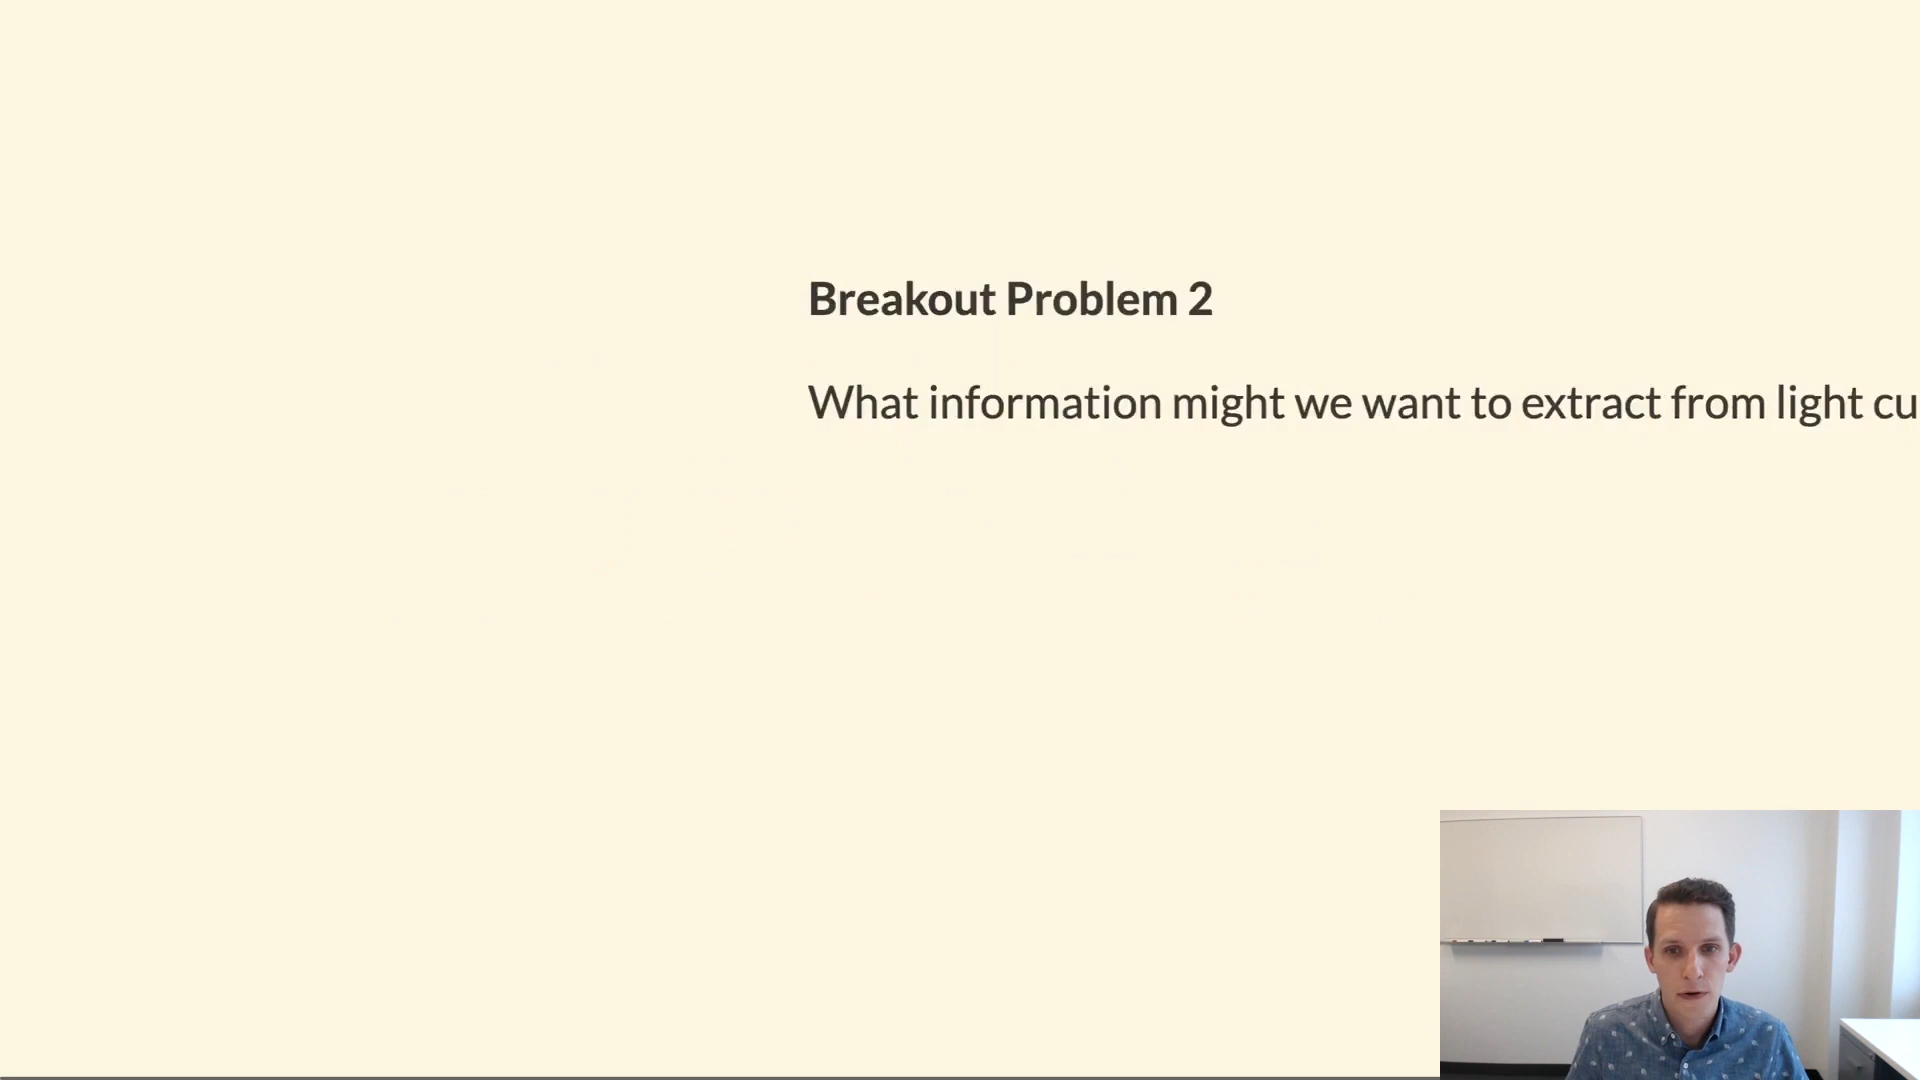 Breakout Problem 2
What information might we want to extract from light cu